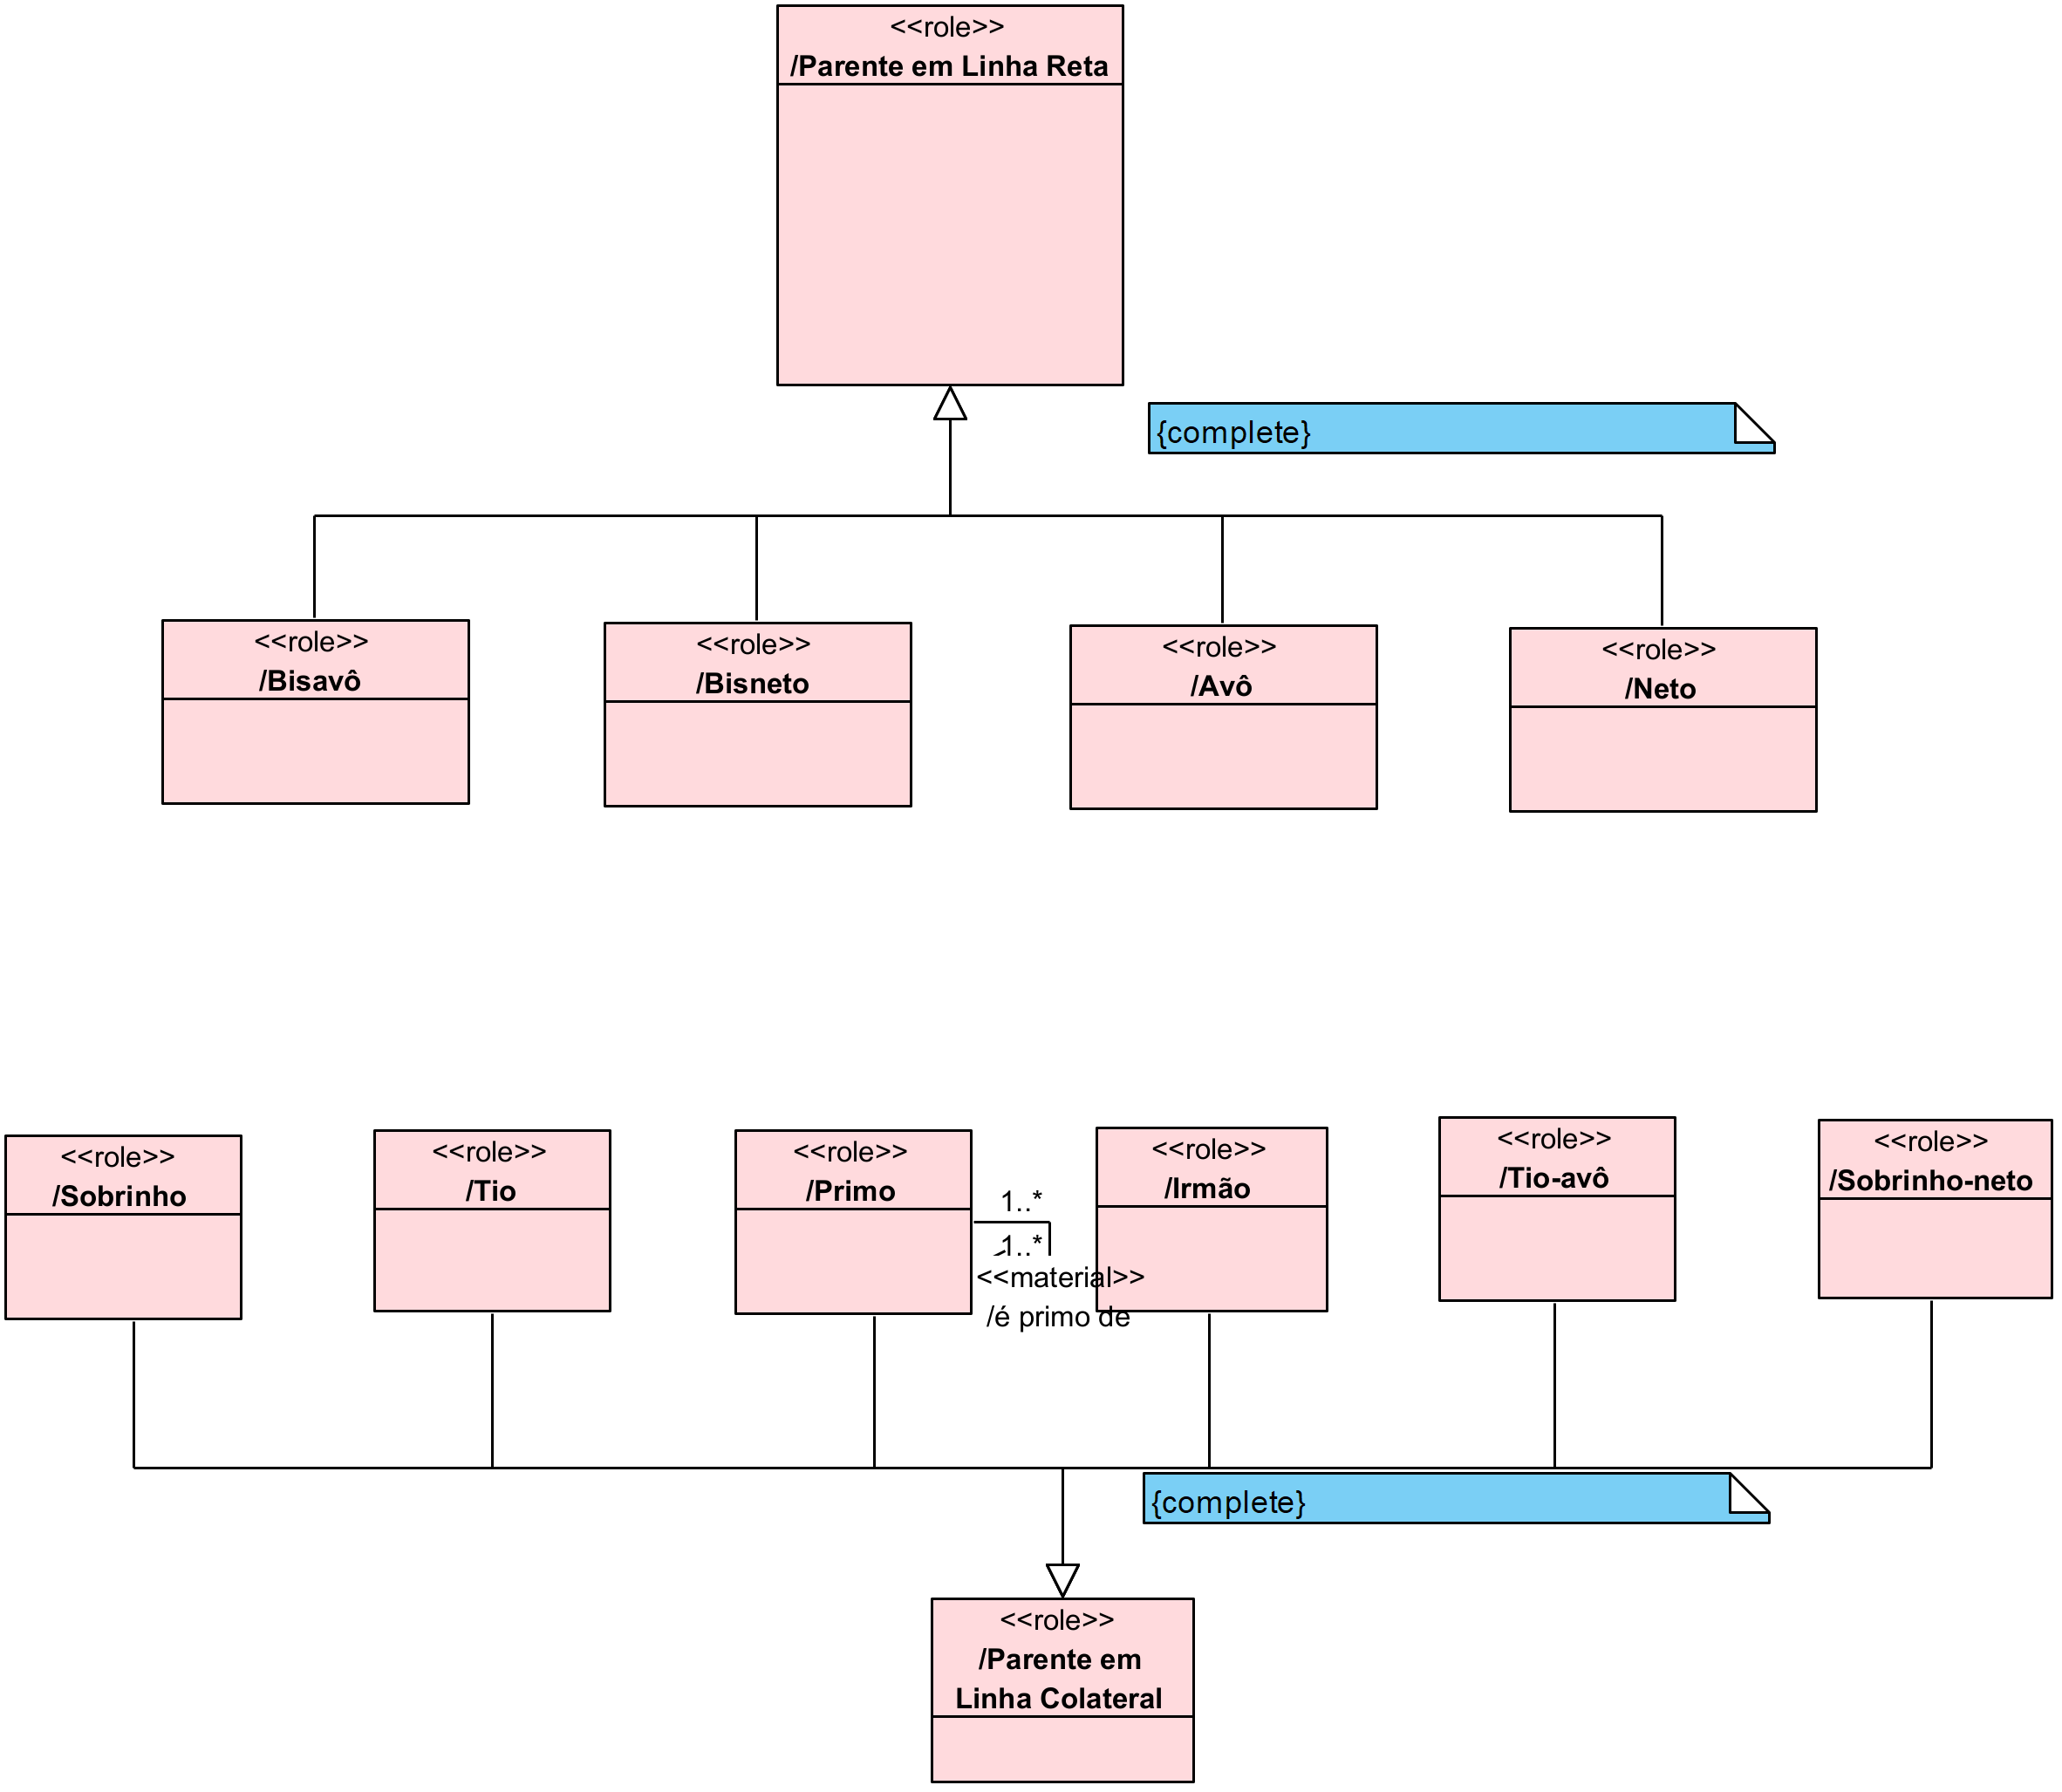 <<role>>
/Parente em Linha Reta
{complete}
<<role>>
/Bisavô
<<role>>
/Bisneto
<<role>>
/Avô
<<role>>
/Neto
<<role>>
/Sobrinho
<<role>>
/Tio
<<role>>
/Primo
1..*
1..*
<<material>>
/é primo de
<<role>>
/Irmão
<<role>>
/Tio-avô
<<role>>
/Sobrinho-neto
{complete}
<<role>>
/Parente em
Linha Colateral